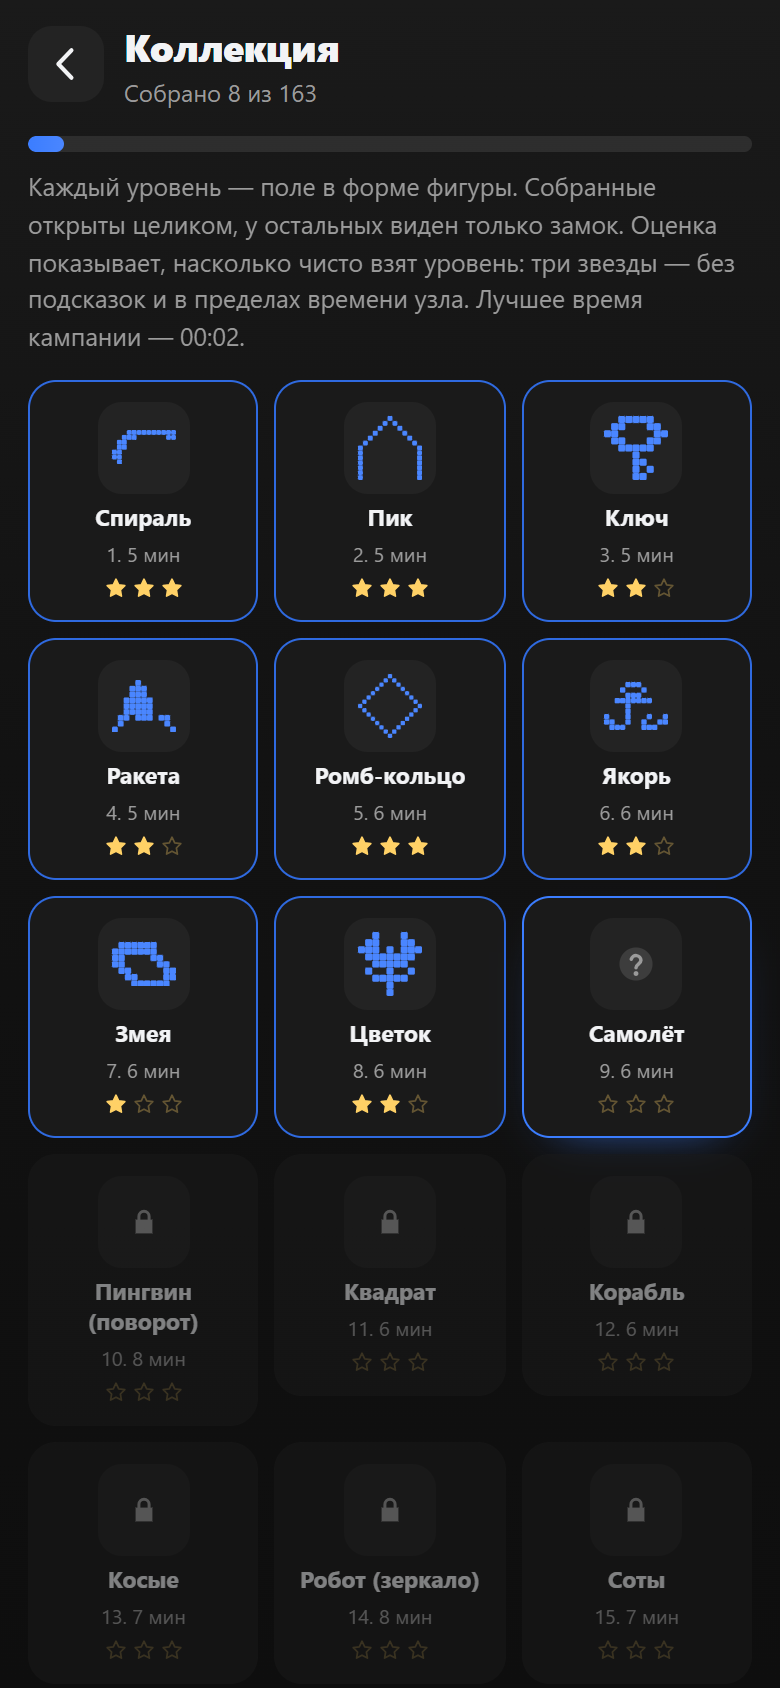 Коллекция
Собрано 8 из 163
Каждый уровень — поле в форме фигуры. Собранные
открыты целиком, у остальных виден только замок. Оценка
показывает, насколько чисто взят уровень: три звезды — без
подсказок и в пределах времени узла. Лучшее время
кампании — 00:02.
Спираль
1. 5 мин
Пик
2. 5 мин
Ключ
3. 5 мин
Ракета
4. 5 мин
Ромб-кольцо
5. 6 мин
Якорь
6. 6 мин
Змея
7. 6 мин
Цветок
8. 6 мин
?
Самолёт
9. 6 мин
Пингвин
(поворот)
10. 8 мин
Квадрат
11. 6 мин
Корабль
12. 6 мин
Косые
13. 7 мин
Робот (зеркало)
14. 8 мин
Соты
15. 7 мин